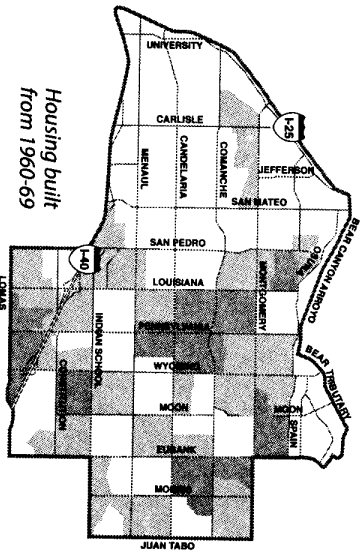 UNIVERSITY
I-25
CARLISLE
MENAUL
CANDELARIA
COMANCHE
JEFFERSON
SAN MATEO
BEAR CANYON ARROYO
OSUNA
Housing built
from 1960-69
SAN PEDRO
I-40
LOUISIANA
MONTGOMERY
LOMAS
INDIAN SCHOOL
PENNSYLVANIA
BEAR TRIBUTARY
CONSTITUTION
WYOMING
MOON
MOON
SPAIN
EUBANK
MORRIS
JUAN TABO